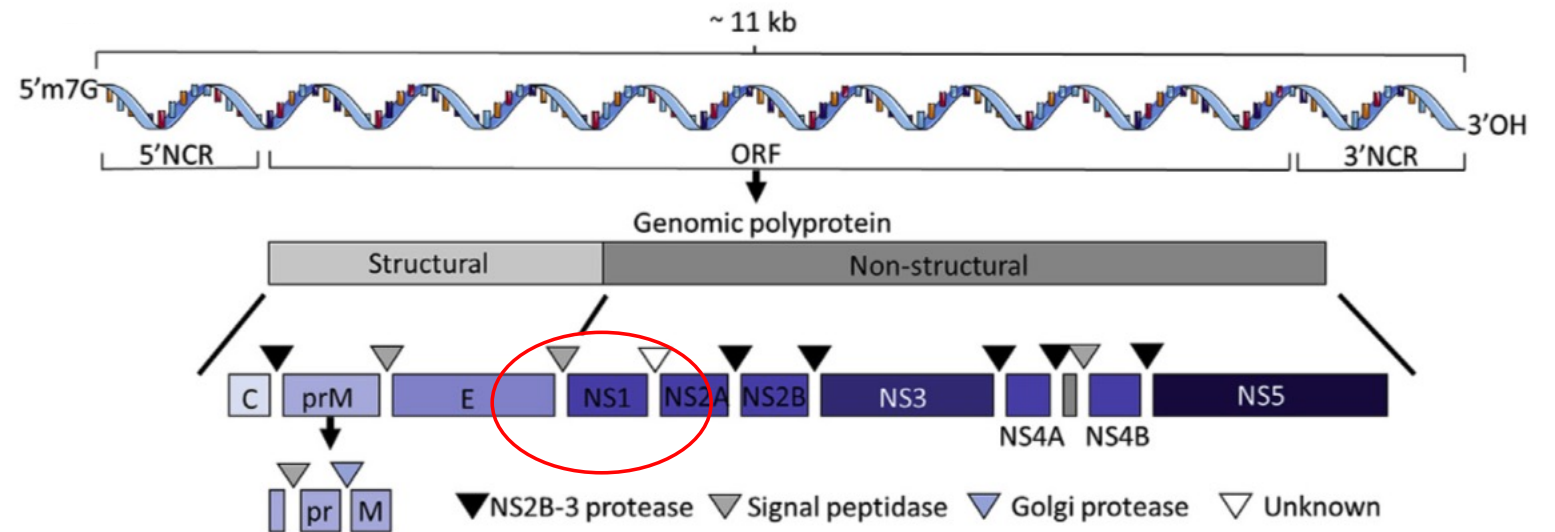 ~ 11 kb
5'm7G
3'OH
5'NCR ORF 3'NCR
Genomic polyprotein
Structural Non-structural
C prM E NS1 NS2A NS2B NS3 NS5
NS4A NS4B
pr M NS2B-3 protease Signal peptidase Golgi protease Unknown